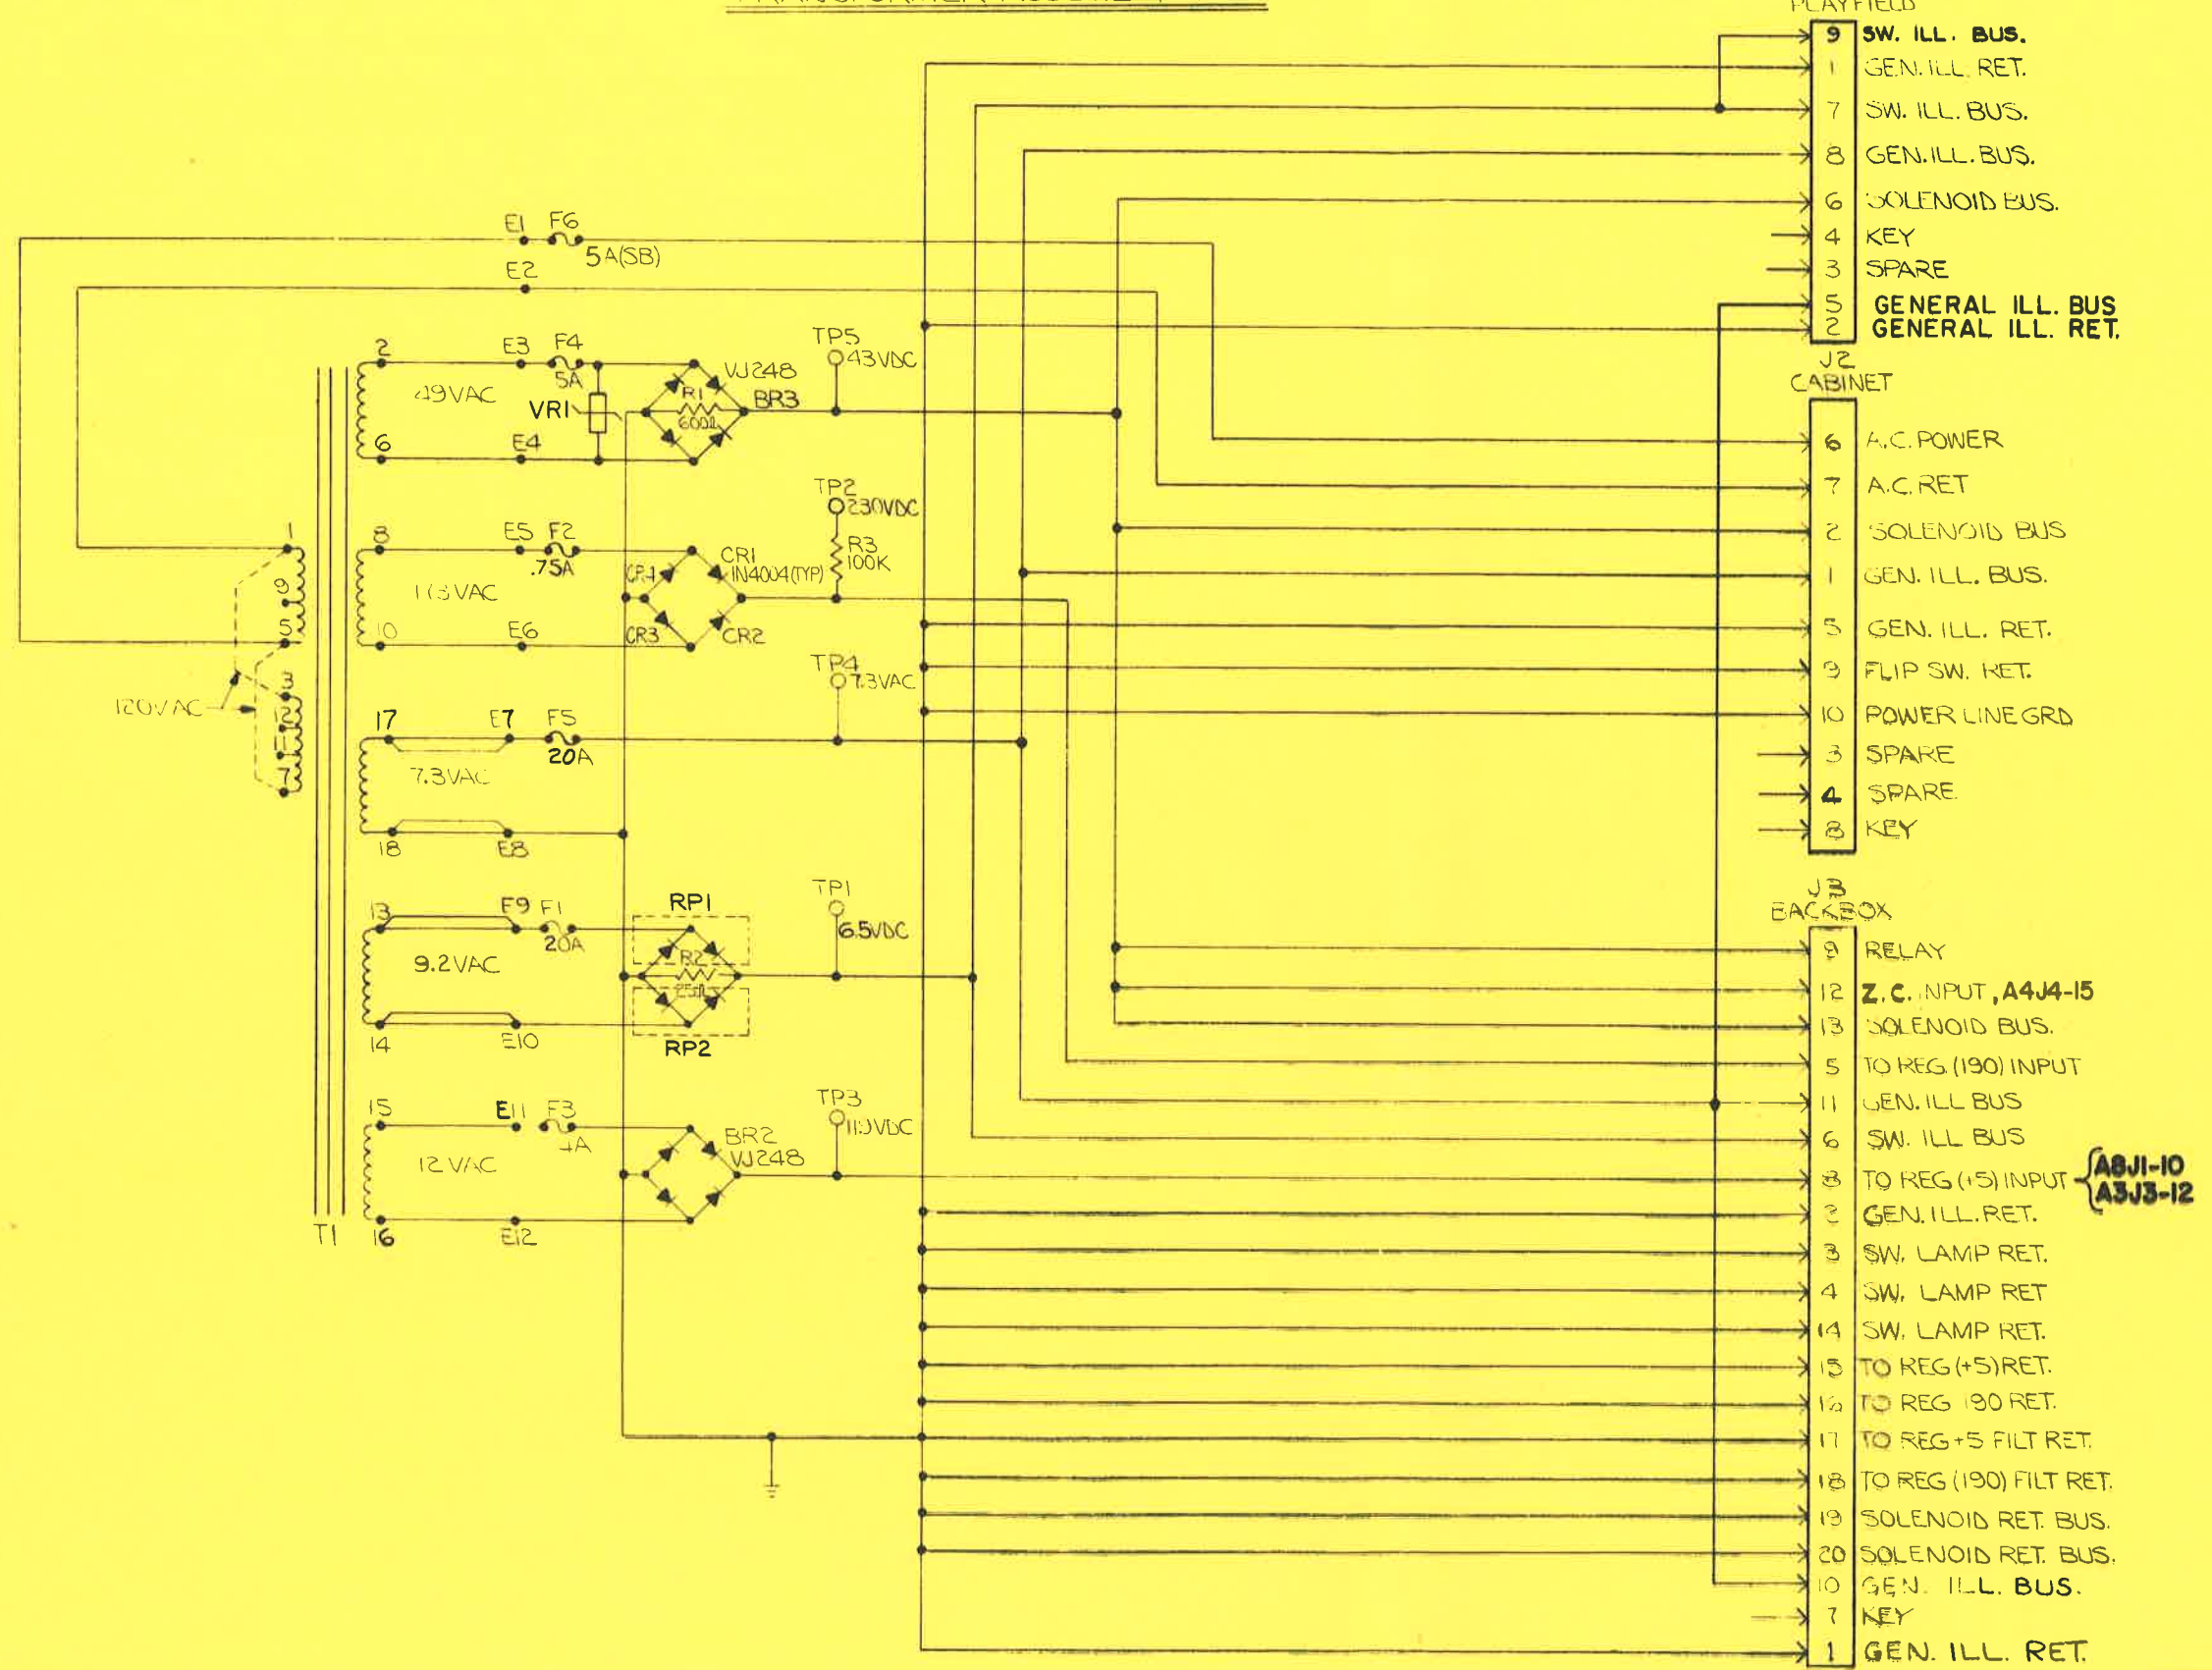 PLAYFIELD
9 SW. ILL. BUS.
1 GEN. ILL. RET.
7 SW. ILL. BUS.
8 GEN. ILL. BUS.
6 SOLENOID BUS.
4 KEY
3 SPARE
5 GENERAL ILL. BUS
2 GENERAL ILL. RET.
J2
CABINET
6 A.C. POWER
7 A.C. RET
2 SOLENOID BUS
1 GEN. ILL. BUS.
5 GEN. ILL. RET.
9 FLIP SW. RET.
10 POWER LINE GRD
3 SPARE
4 SPARE.
8 KEY
J3
BACKBOX
9 RELAY
12 Z.C. INPUT, A4J4-15
13 SOLENOID BUS.
5 TO REG. (190) INPUT
11 GEN. ILL BUS
6 SW. ILL BUS
8 TO REG (+5) INPUT
A8J1-10
A3J3-12
2 GEN. ILL. RET.
3 SW. LAMP RET.
4 SW. LAMP RET
14 SW. LAMP RET.
15 TO REG (+5) RET.
16 TO REG 190 RET.
17 TO REG +5 FILT RET.
18 TO REG (190) FILT RET.
19 SOLENOID RET. BUS.
20 SOLENOID RET. BUS.
10 GEN. ILL. BUS.
7 KEY
1 GEN. ILL. RET.
E1 F6
5A(SB)
E2
2 E3 F4
5A
49VAC
VR1
6 E4
R1
600Ω
VJ248
BR3
TP5
43VDC
8 E5 F2
.75A
10 E6
CR4
CR1
1N4004(TYP)
CR3 CR2
TP2
230VDC
R3
100K
1
9
5
3
12
11
7
120VAC
17 E7 F5
20A
7.3VAC
18 E8
TP4
7.3VAC
13 E9 F1
20A
9.2VAC
14 E10
RP1
R2
25Ω
RP2
TP1
6.5VDC
15 E11 F3
4A
12VAC
16 E12
BR2
VJ248
TP3
T1